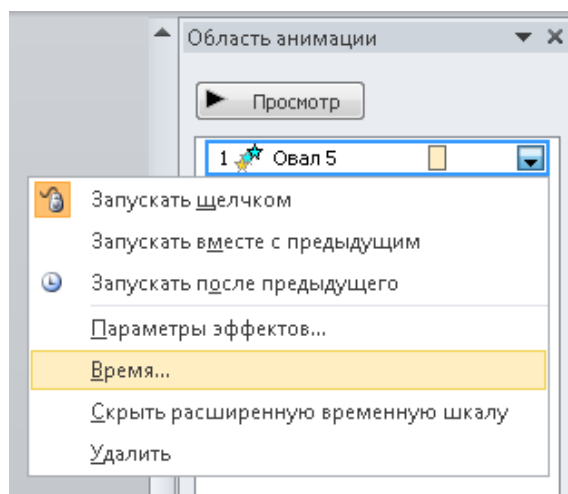 Область анимации
Просмотр
1 Овал 5
Запускать щелчком
Запускать вместе с предыдущим
Запускать после предыдущего
Параметры эффектов...
Время...
Скрыть расширенную временную шкалу
Удалить